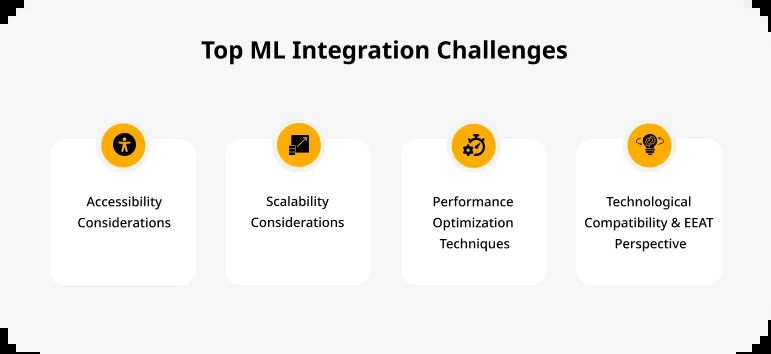 Top ML Integration Challenges
Accessibility
Considerations
Scalability
Considerations
Performance
Optimization
Techniques
Technological
Compatibility & EEAT
Perspective